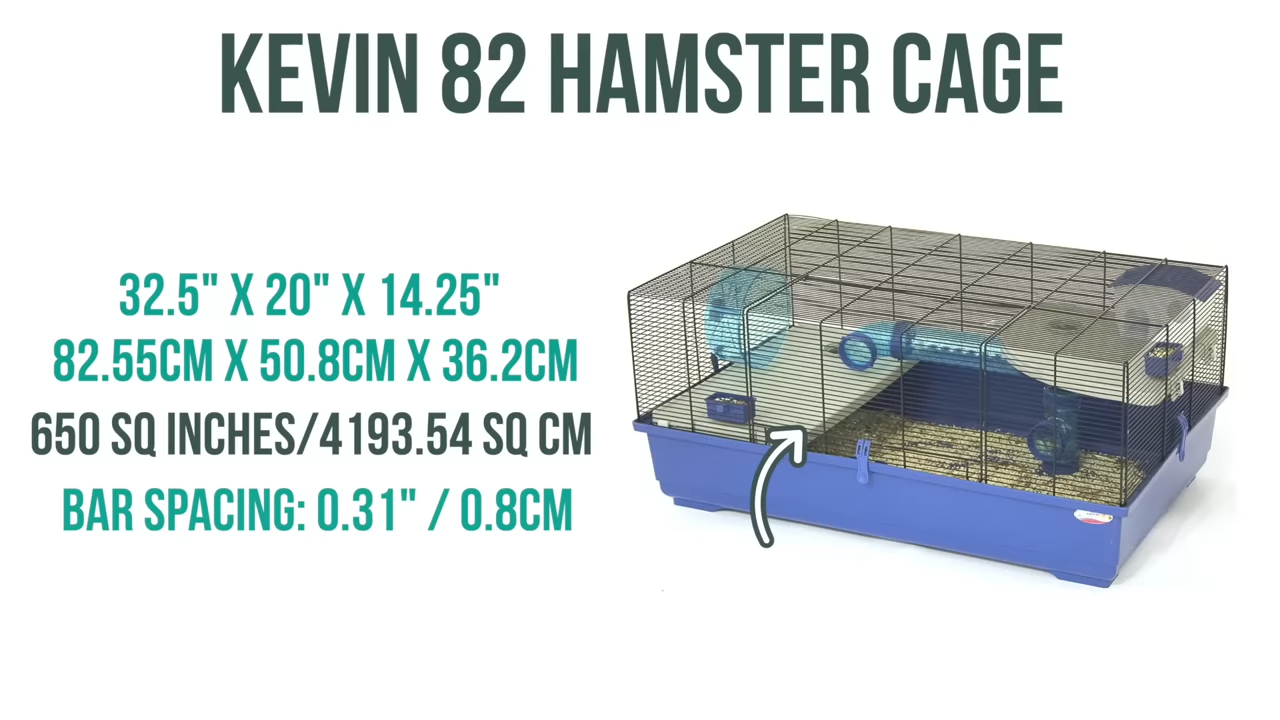 KEVIN 82 HAMSTER CAGE
32.5" X 20" X 14.25"
82.55CM X 50.8CM X 36.2CM
650 SQ INCHES/4193.54 SQ CM
BAR SPACING: 0.31" / 0.8CM